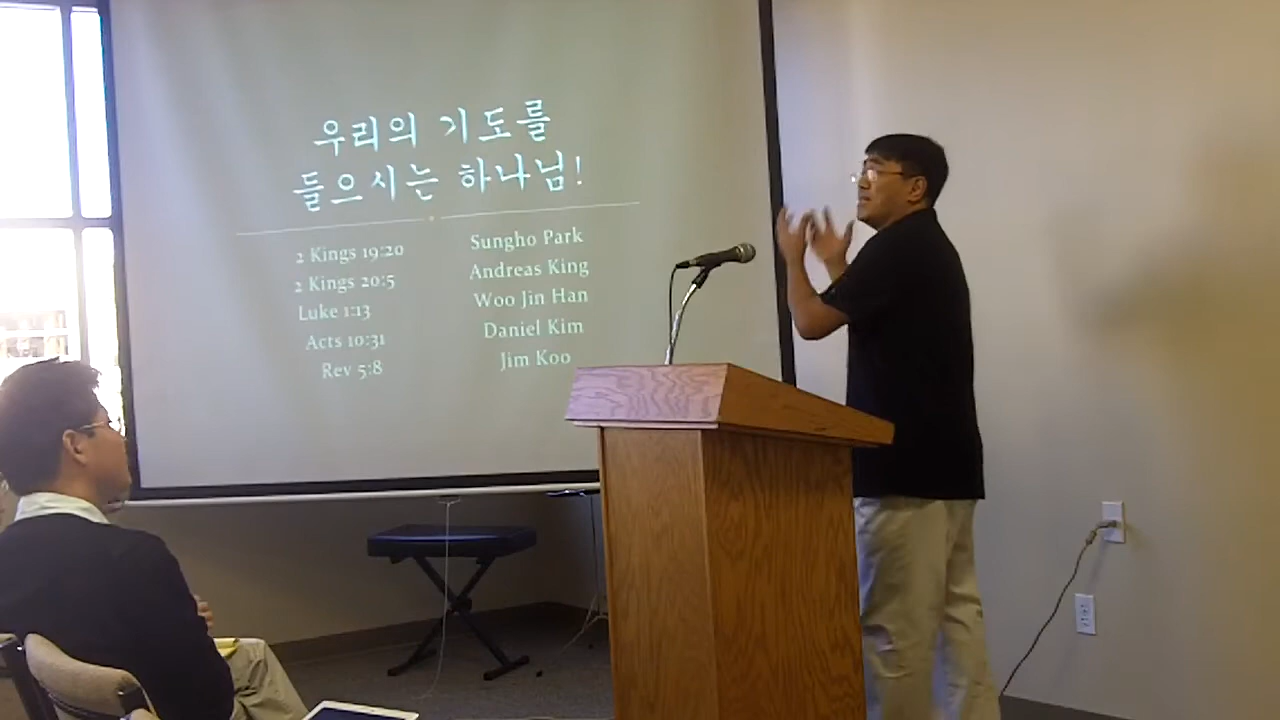 우리의 기도를
들으시는 하나님!
2 Kings 19:20 Sungho Park
2 Kings 20:5 Andreas King
Luke 1:13 Woo Jin Han
Acts 10:31 Daniel Kim
Rev 5:8 Jim Koo